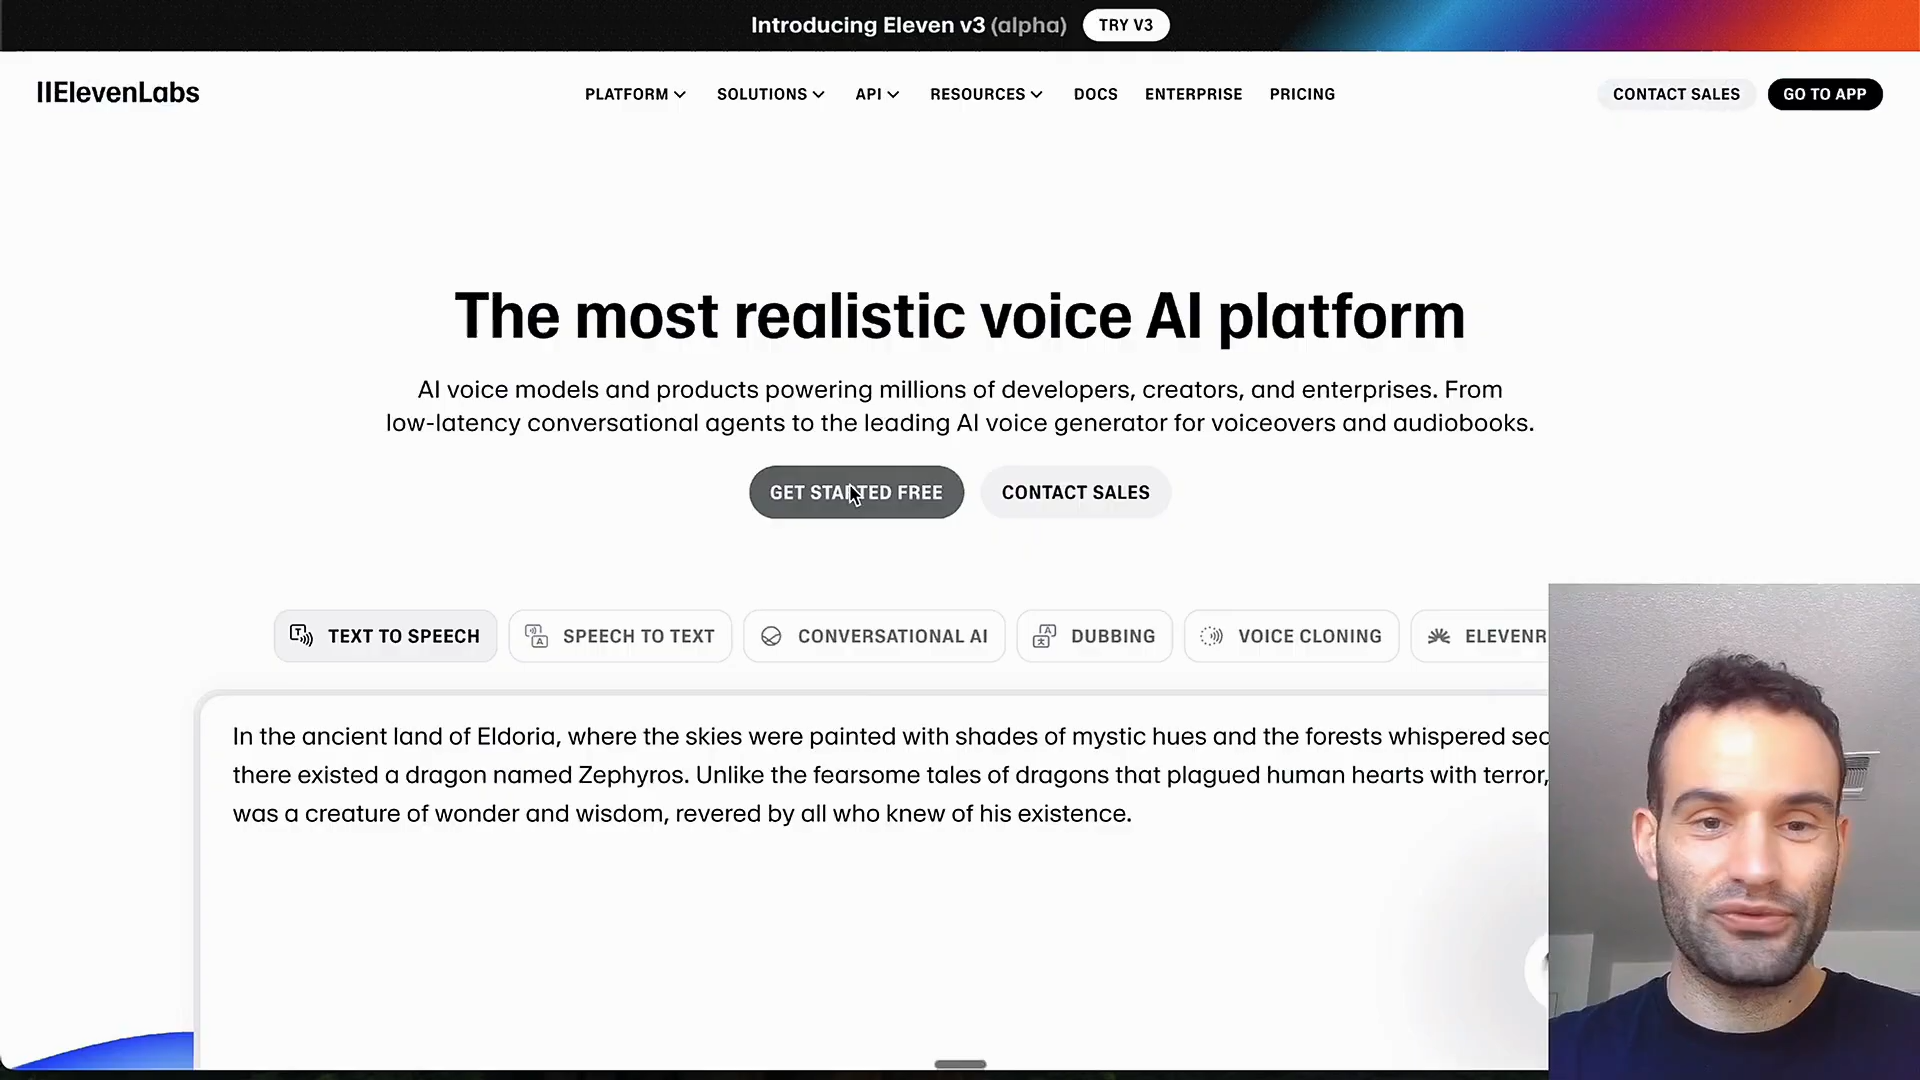 Introducing Eleven v3 (alpha) TRY V3
IIElevenLabs PLATFORM SOLUTIONS API RESOURCES DOCS ENTERPRISE PRICING CONTACT SALES GO TO APP
The most realistic voice AI platform
AI voice models and products powering millions of developers, creators, and enterprises. From
low-latency conversational agents to the leading AI voice generator for voiceovers and audiobooks.
GET STARTED FREE CONTACT SALES
TEXT TO SPEECH SPEECH TO TEXT CONVERSATIONAL AI DUBBING VOICE CLONING ELEVENR
In the ancient land of Eldoria, where the skies were painted with shades of mystic hues and the forests whispered sec
there existed a dragon named Zephyros. Unlike the fearsome tales of dragons that plagued human hearts with terror,
was a creature of wonder and wisdom, revered by all who knew of his existence.